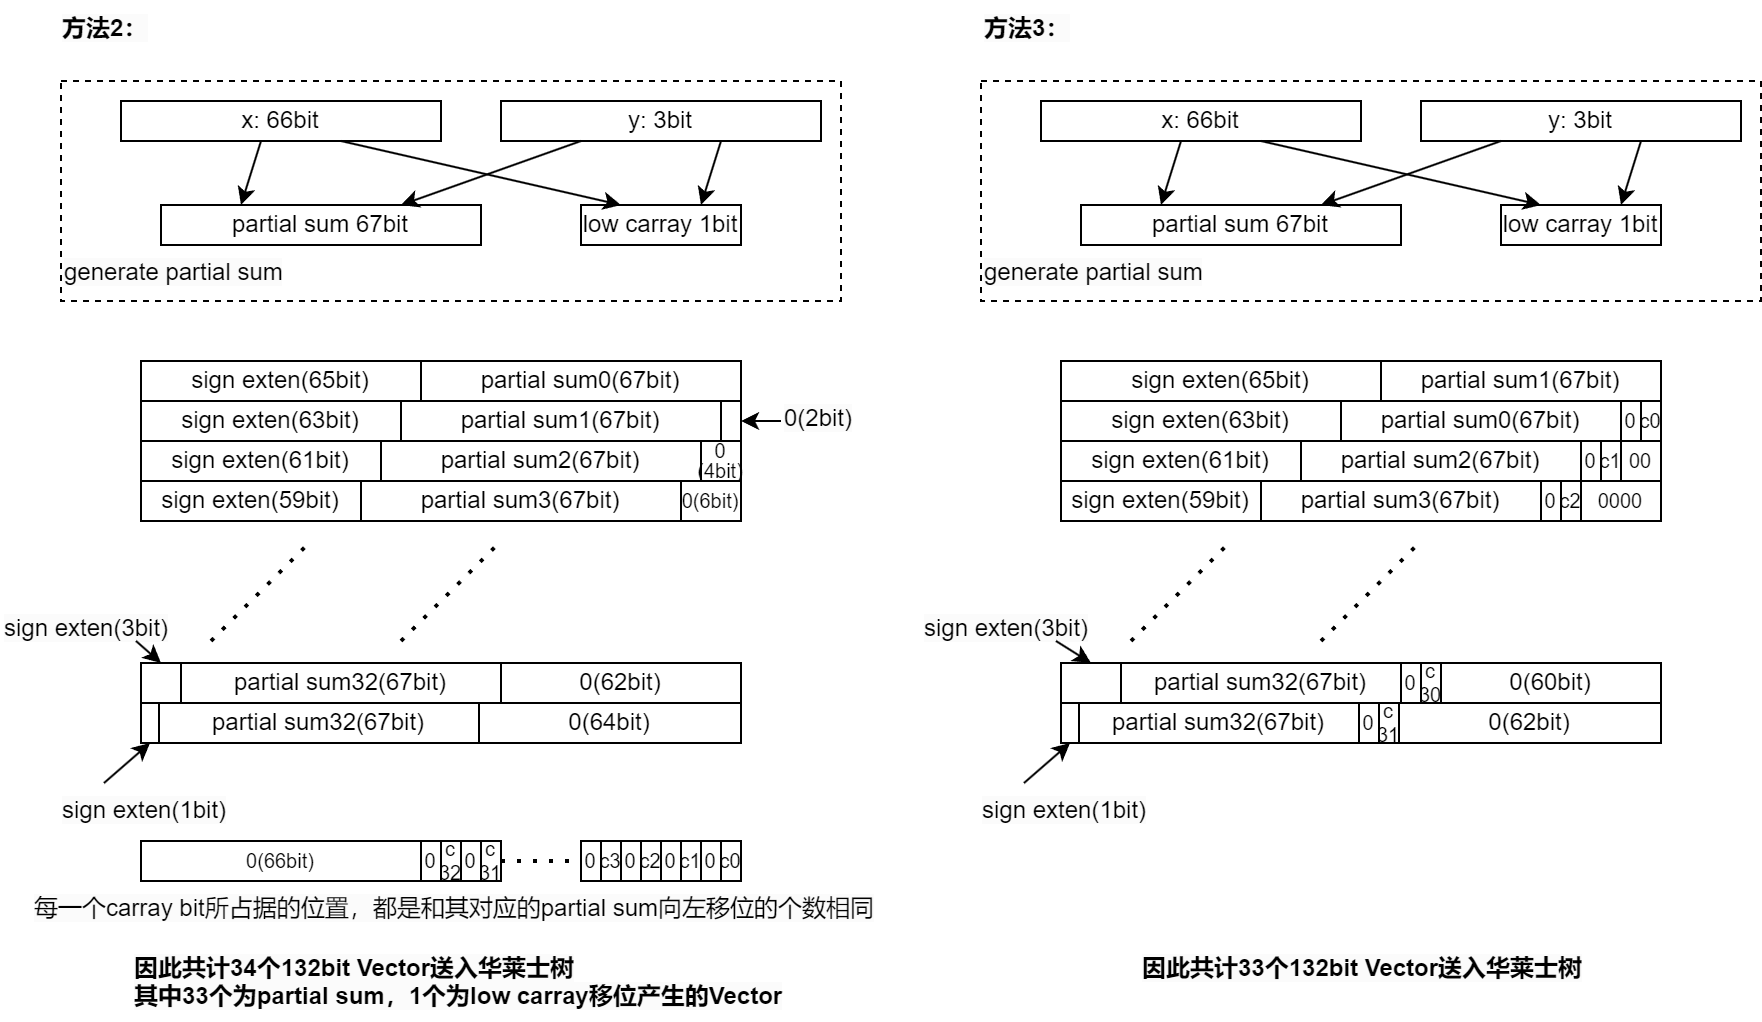 方法2：
x: 66bit
y: 3bit
partial sum 67bit
low carray 1bit
generate partial sum
sign exten(65bit)
partial sum0(67bit)
sign exten(63bit)
partial sum1(67bit)
0(2bit)
sign exten(61bit)
partial sum2(67bit)
0
(4bit)
sign exten(59bit)
partial sum3(67bit)
0(6bit)
sign exten(3bit)
partial sum32(67bit)
0(62bit)
partial sum32(67bit)
0(64bit)
sign exten(1bit)
0(66bit)
0
c
32
0
c
31
0
c3
0
c2
0
c1
0
c0
每一个carray bit所占据的位置，都是和其对应的partial sum向左移位的个数相同
因此共计34个132bit Vector送入华莱士树
其中33个为partial sum，1个为low carray移位产生的Vector
方法3：
x: 66bit
y: 3bit
partial sum 67bit
low carray 1bit
generate partial sum
sign exten(65bit)
partial sum1(67bit)
sign exten(63bit)
partial sum0(67bit)
0
c0
sign exten(61bit)
partial sum2(67bit)
0
c1
00
sign exten(59bit)
partial sum3(67bit)
0
c2
0000
sign exten(3bit)
partial sum32(67bit)
0
c
30
0(60bit)
partial sum32(67bit)
0
c
31
0(62bit)
sign exten(1bit)
因此共计33个132bit Vector送入华莱士树